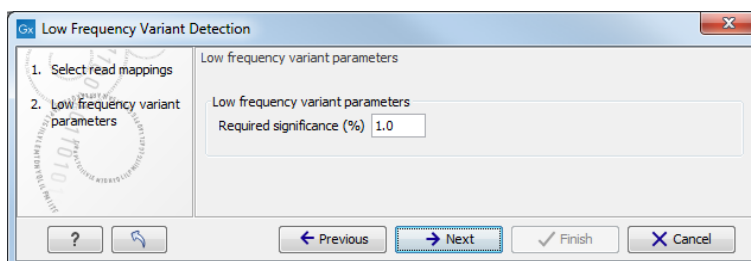 Gx Low Frequency Variant Detection
1. Select read mappings
2. Low frequency variant
parameters
Low frequency variant parameters
Low frequency variant parameters
Required significance (%) 1.0
? Previous Next Finish Cancel